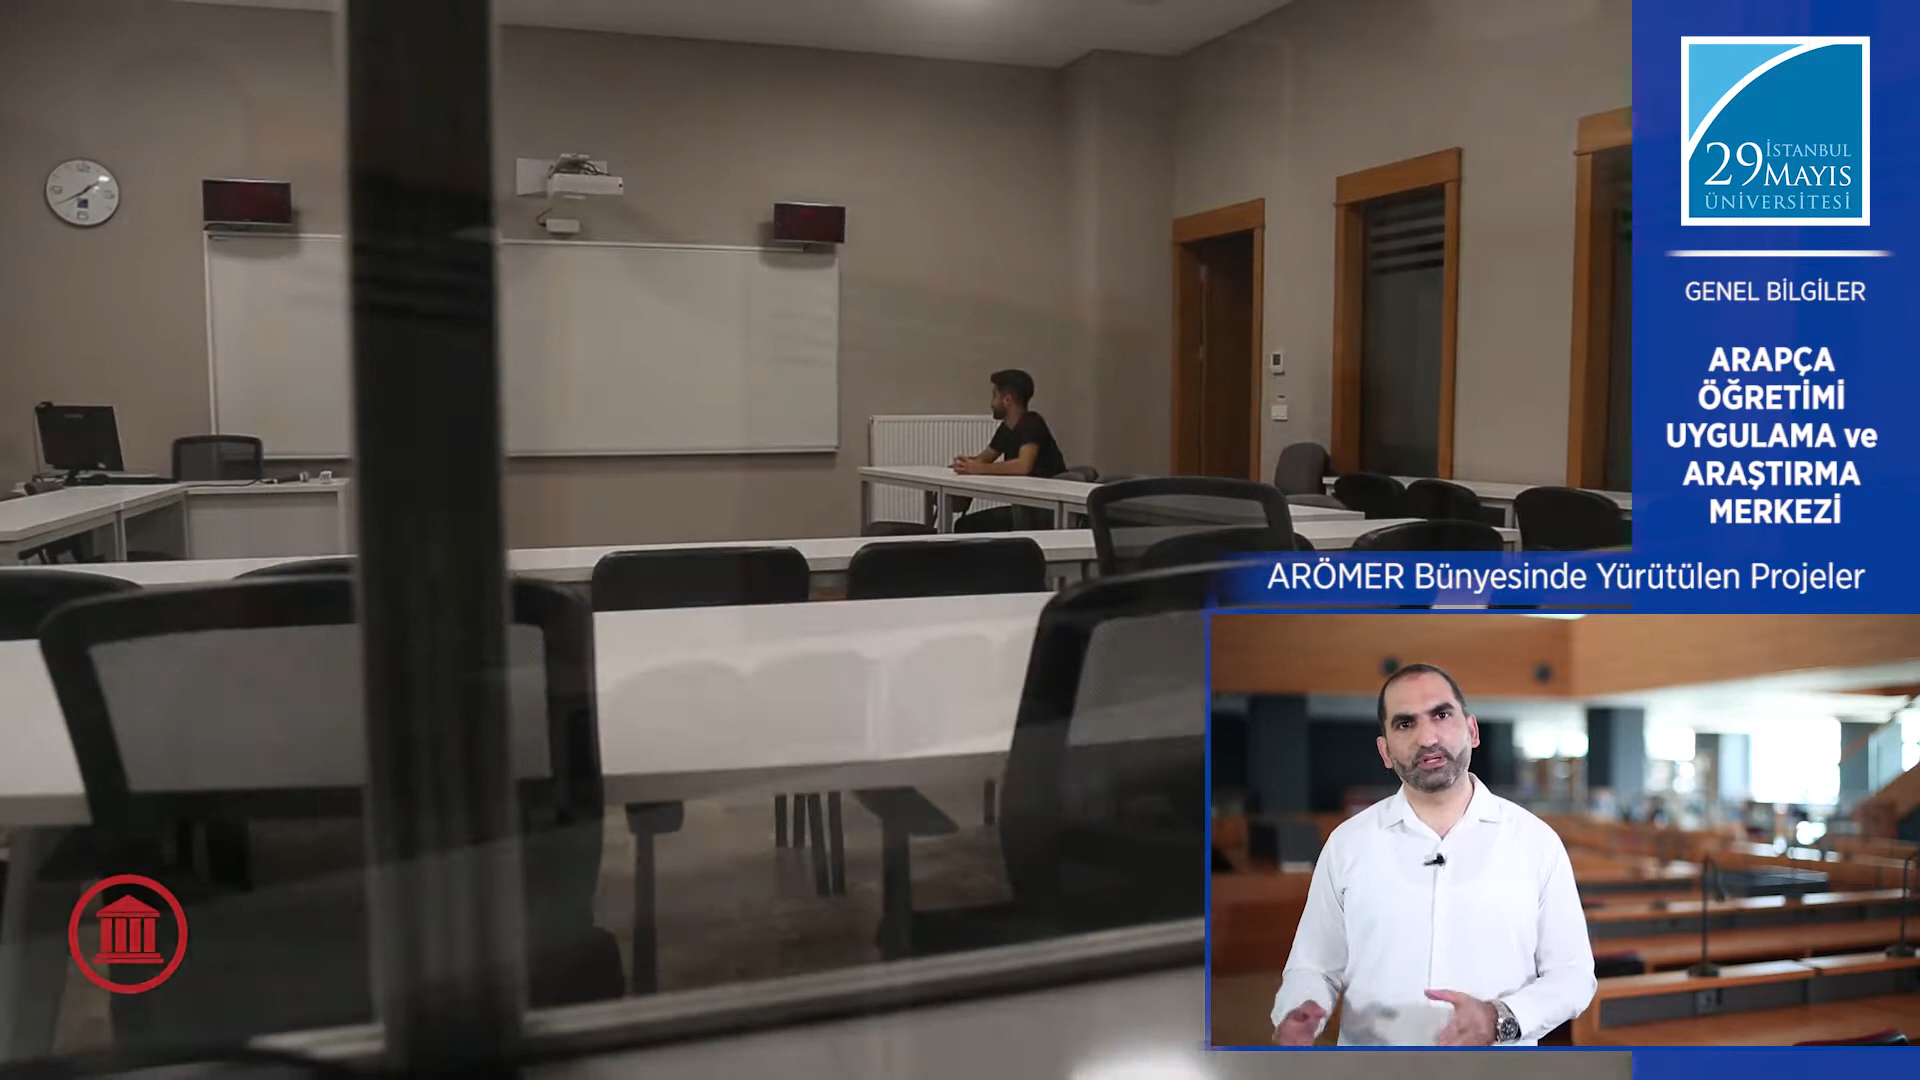 29
İSTANBUL
MAYIS
ÜNİVERSİTESİ
GENEL BİLGİLER
ARAPÇA
ÖĞRETİMİ
UYGULAMA ve
ARAŞTIRMA
MERKEZİ
ARÖMER Bünyesinde Yürütülen Projeler